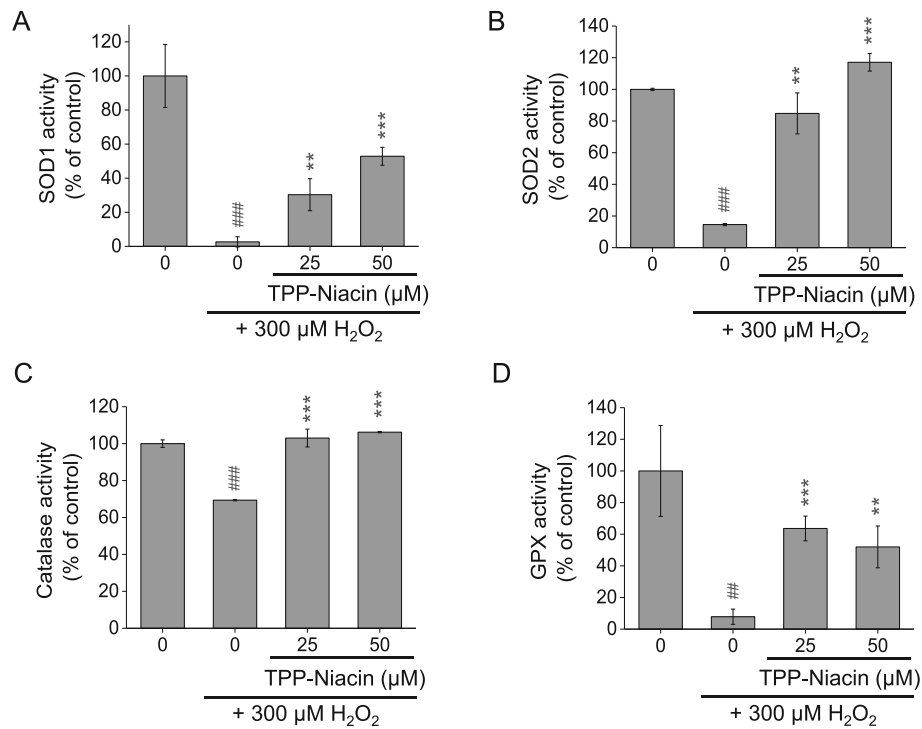 A
SOD1 activity
(% of control)
120
100
80
60
40
20
0
###
**
***
0
0
25
50
TPP-Niacin (µM)
+ 300 µM H₂O₂
B
SOD2 activity
(% of control)
140
120
100
80
60
40
20
0
###
**
***
0
0
25
50
TPP-Niacin (µM)
+ 300 µM H₂O₂
C
Catalase activity
(% of control)
120
100
80
60
40
20
0
###
***
***
0
0
25
50
TPP-Niacin (µM)
+ 300 µM H₂O₂
D
GPX activity
(% of control)
140
120
100
80
60
40
20
0
##
***
**
0
0
25
50
TPP-Niacin (µM)
+ 300 µM H₂O₂